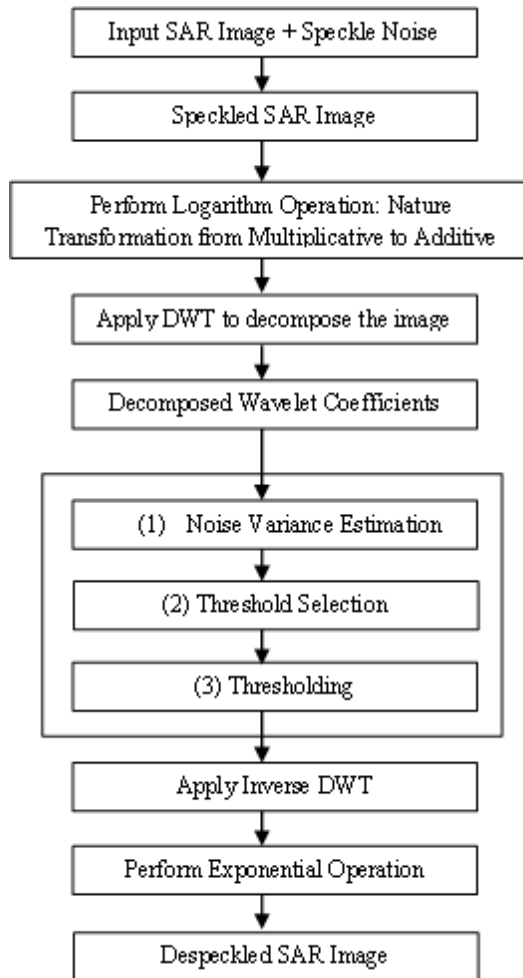 Input SAR Image + Speckle Noise
Speckled SAR Image
Perform Logarithm Operation: Nature
Transformation from Multiplicative to Additive
Apply DWT to decompose the image
Decomposed Wavelet Coefficients
(1) Noise Variance Estimation
(2) Threshold Selection
(3) Thresholding
Apply Inverse DWT
Perform Exponential Operation
Despeckled SAR Image